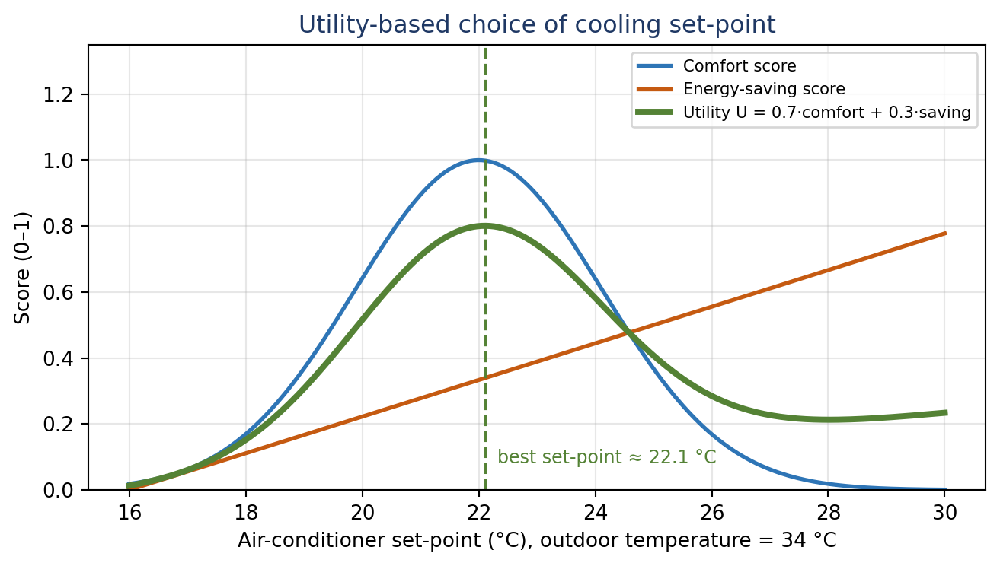 Utility-based choice of cooling set-point
Comfort score
Energy-saving score
Utility U = 0.7·comfort + 0.3·saving
Score (0–1)
1.2
1.0
0.8
0.6
0.4
0.2
0.0
best set-point ≈ 22.1 °C
16 18 20 22 24 26 28 30
Air-conditioner set-point (°C), outdoor temperature = 34 °C